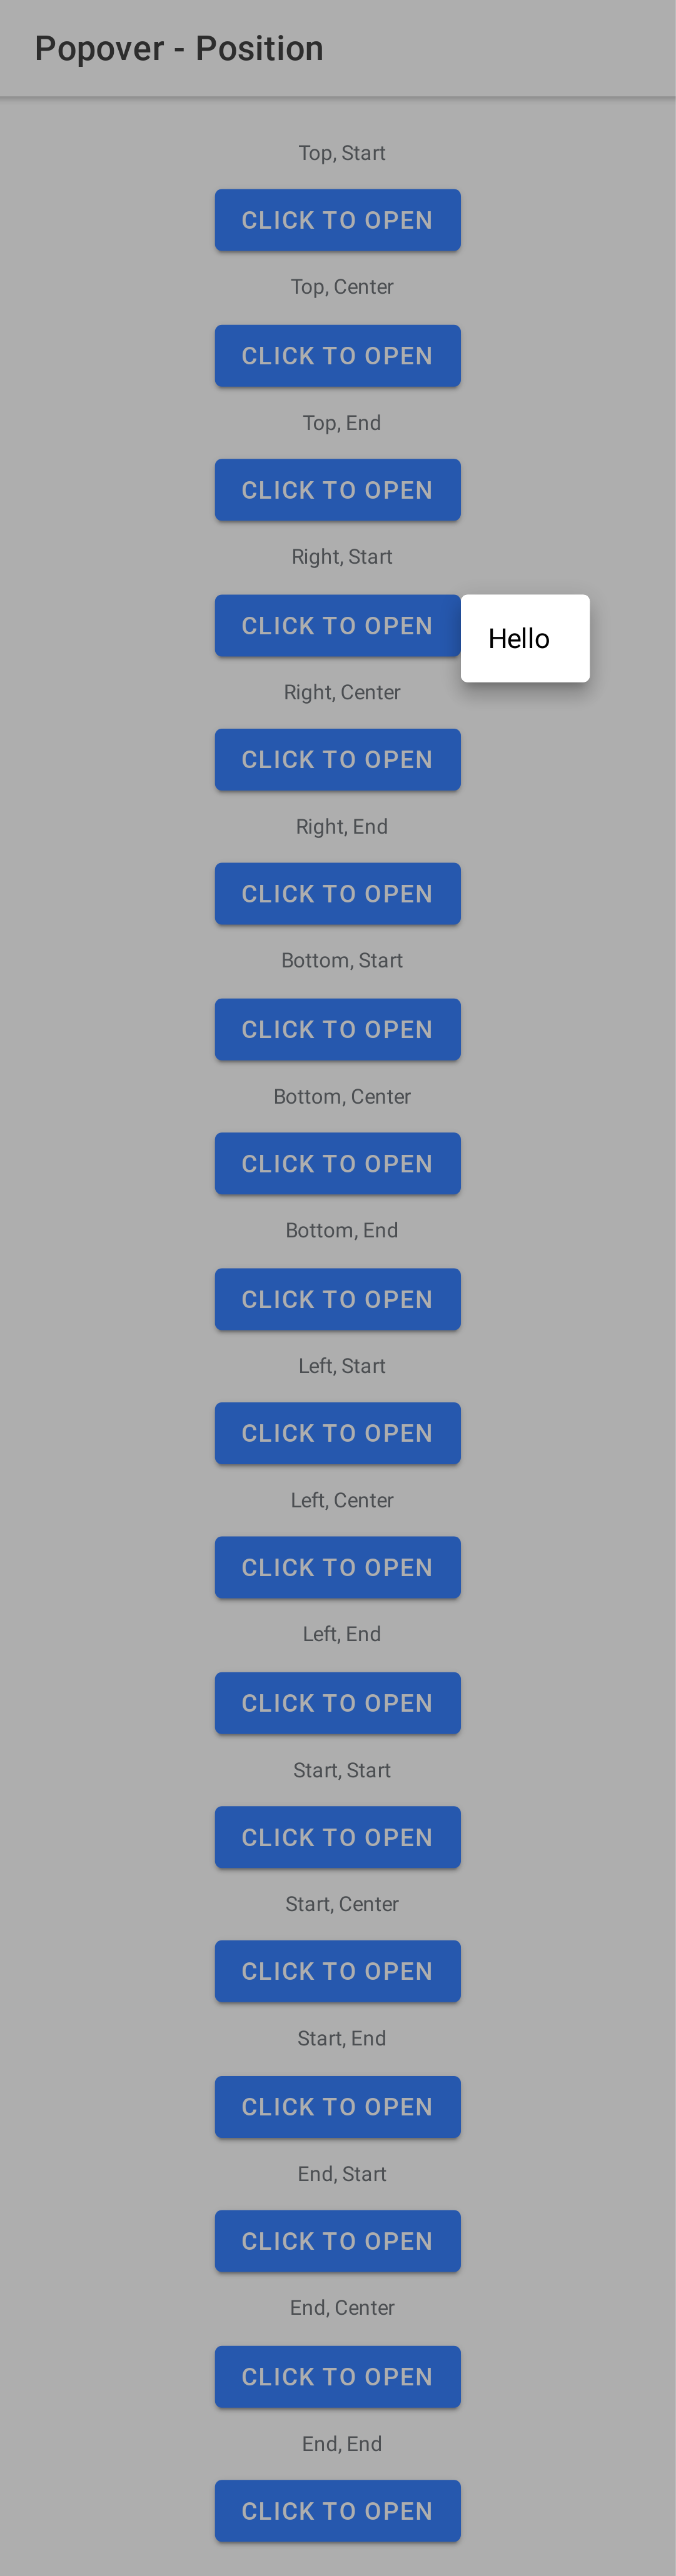 Popover - Position
Top, Start
CLICK TO OPEN
Top, Center
CLICK TO OPEN
Top, End
CLICK TO OPEN
Right, Start
CLICK TO OPEN
Hello
Right, Center
CLICK TO OPEN
Right, End
CLICK TO OPEN
Bottom, Start
CLICK TO OPEN
Bottom, Center
CLICK TO OPEN
Bottom, End
CLICK TO OPEN
Left, Start
CLICK TO OPEN
Left, Center
CLICK TO OPEN
Left, End
CLICK TO OPEN
Start, Start
CLICK TO OPEN
Start, Center
CLICK TO OPEN
Start, End
CLICK TO OPEN
End, Start
CLICK TO OPEN
End, Center
CLICK TO OPEN
End, End
CLICK TO OPEN